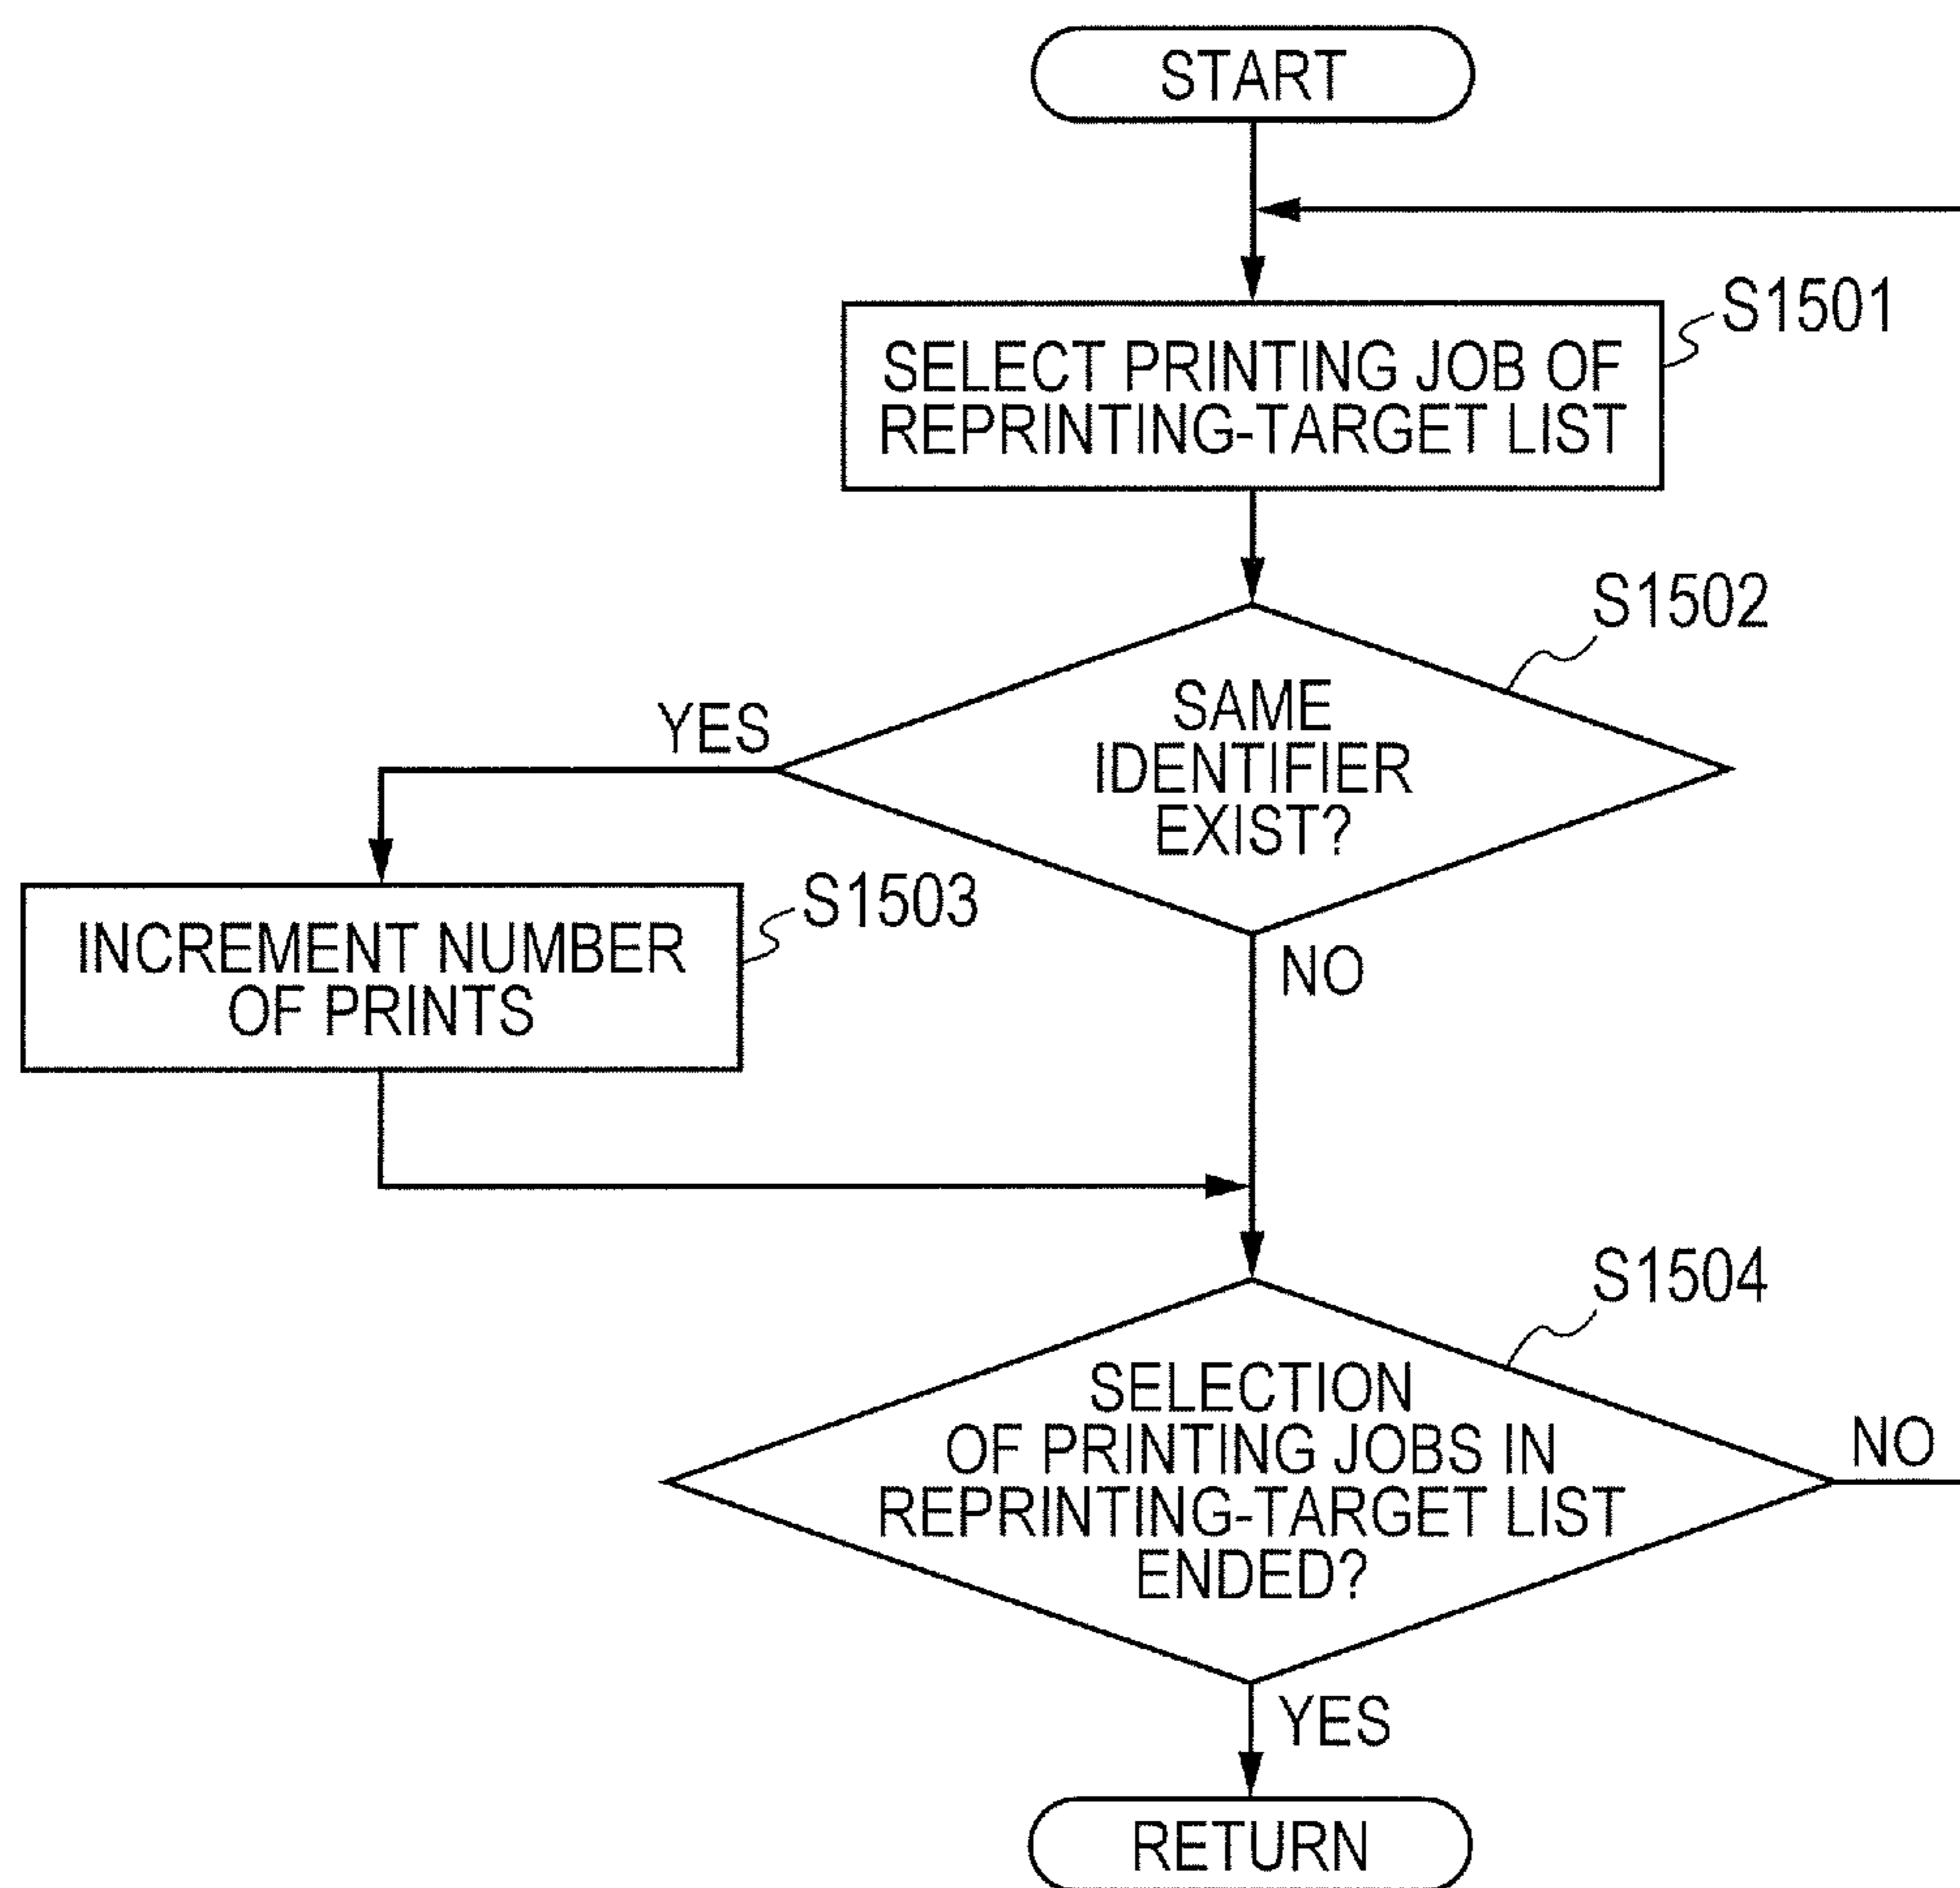 START
S1501
SELECT PRINTING JOB OF
REPRINTING-TARGET LIST
S1502
SAME
IDENTIFIER
EXIST?
YES
NO
S1503
INCREMENT NUMBER
OF PRINTS
S1504
SELECTION
OF PRINTING JOBS IN
REPRINTING-TARGET LIST
ENDED?
NO
YES
RETURN